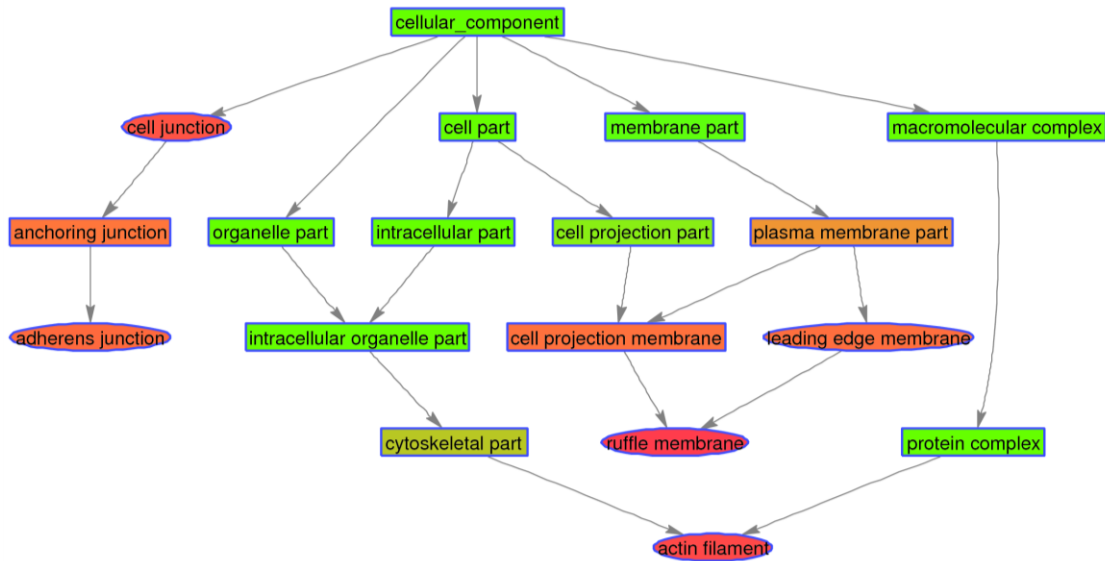 cellular_component
cell junction
cell part
membrane part
macromolecular complex
anchoring junction
organelle part
intracellular part
cell projection part
plasma membrane part
adherens junction
intracellular organelle part
cell projection membrane
leading edge membrane
cytoskeletal part
ruffle membrane
protein complex
actin filament